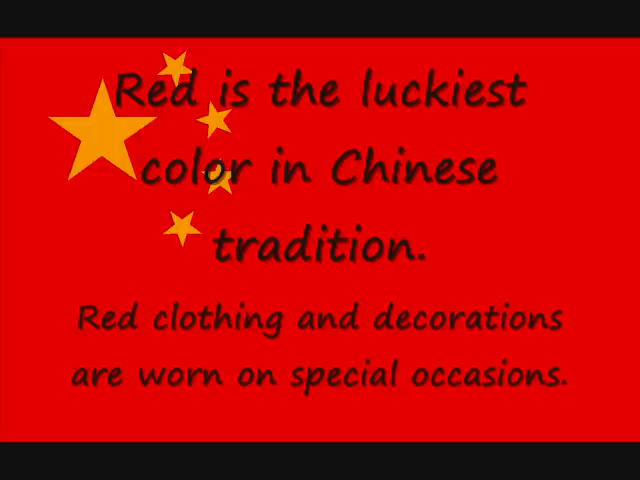 Red is the luckiest
color in Chinese
tradition.
Red clothing and decorations
are worn on special occasions.